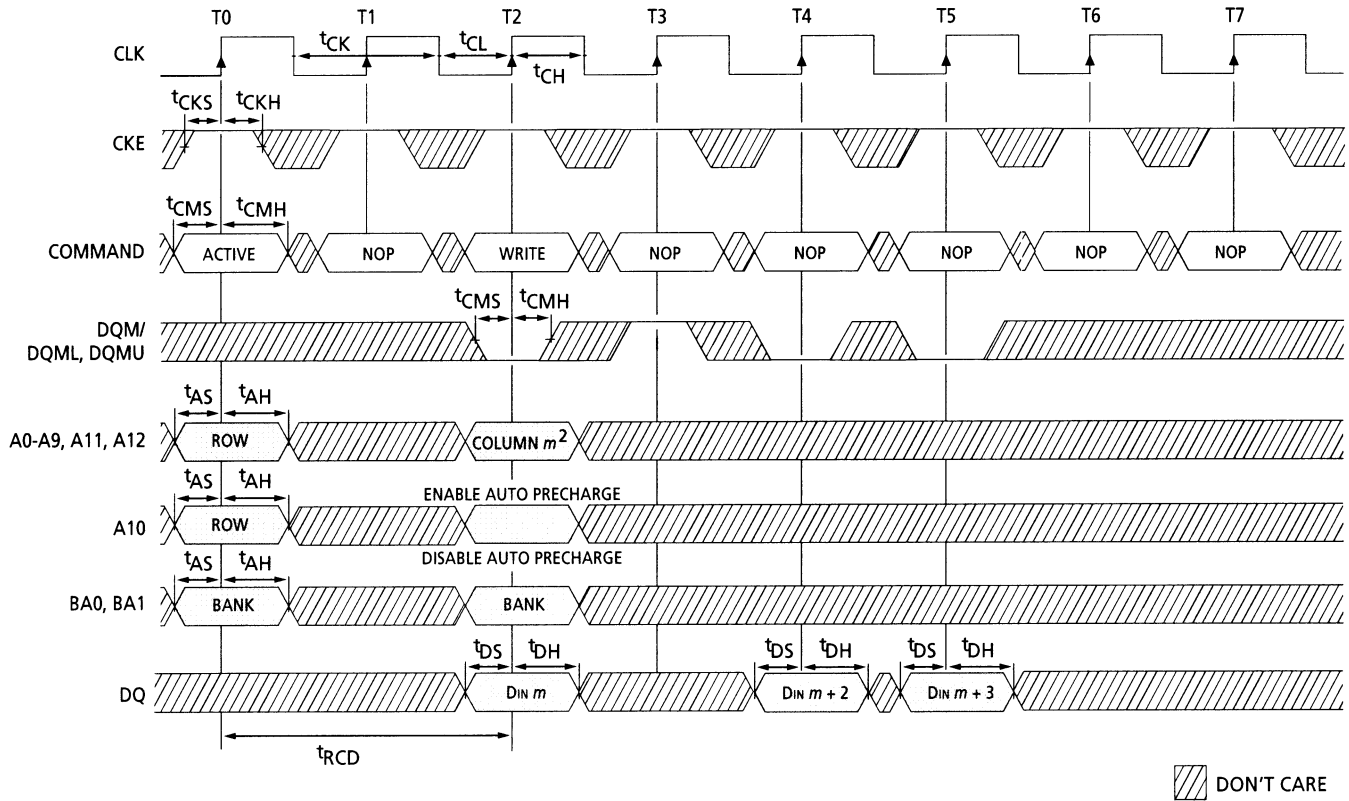 T0 T1 T2 T3 T4 T5 T6 T7
CLK
tCK tCL
tCH
tCKS tCKH
CKE
tCMS tCMH
COMMAND ACTIVE NOP WRITE NOP NOP NOP NOP NOP
tCMS tCMH
DQM/
DQML, DQMU
tAS tAH
A0-A9, A11, A12 ROW COLUMN m2
tAS tAH
ENABLE AUTO PRECHARGE
A10 ROW
DISABLE AUTO PRECHARGE
tAS tAH
BA0, BA1 BANK BANK
tDS tDH tDS tDH tDS tDH
DQ DIN m DIN m + 2 DIN m + 3
tRCD
DON'T CARE